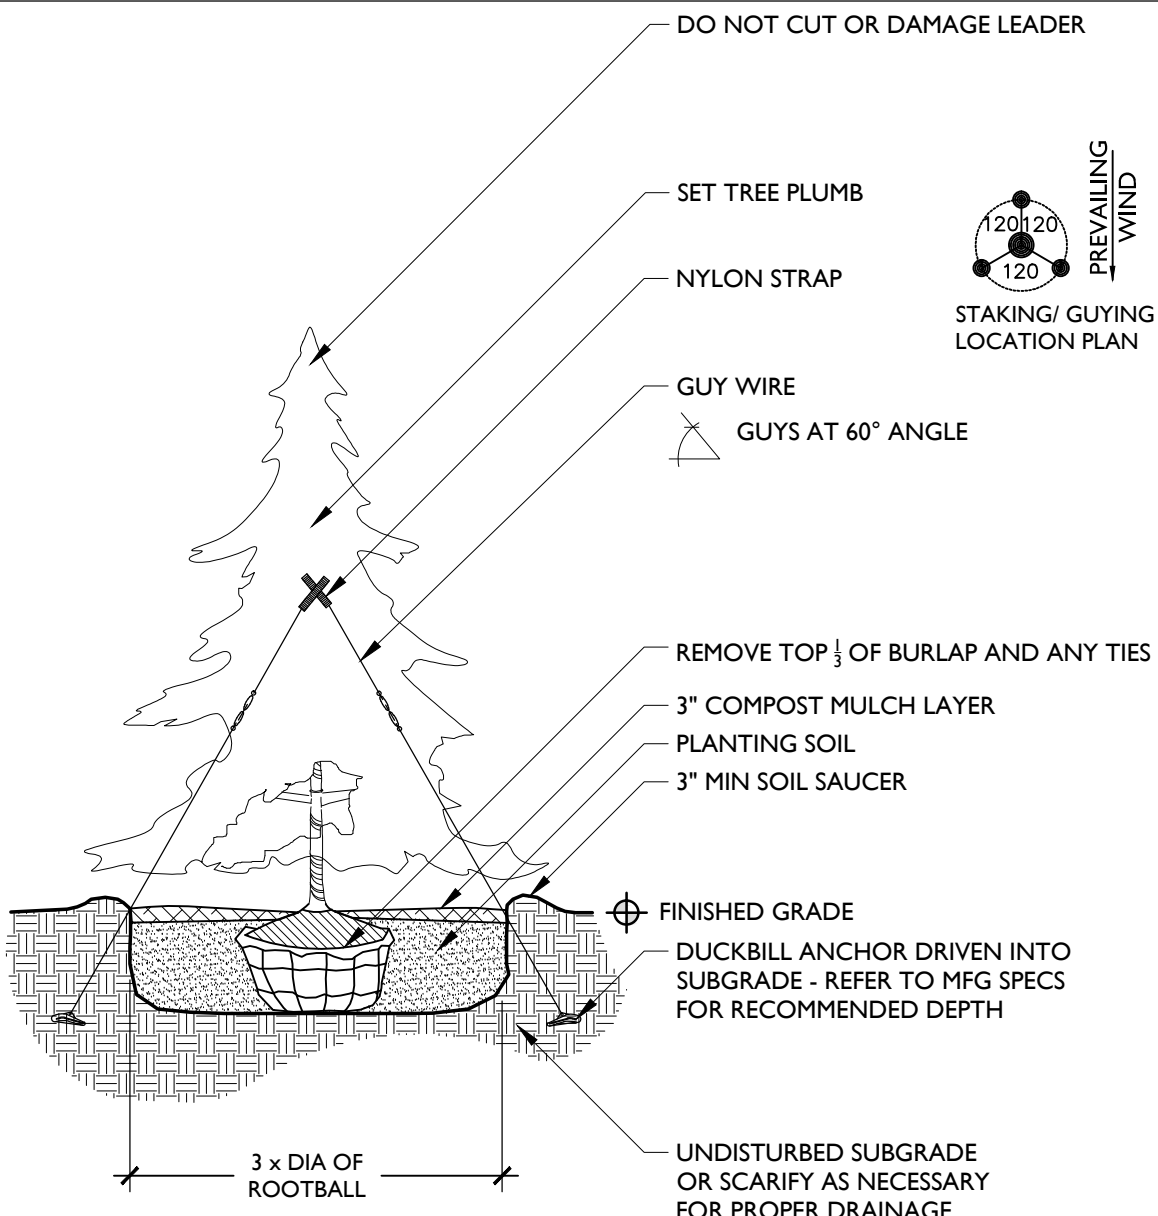 DO NOT CUT OR DAMAGE LEADER
SET TREE PLUMB
PREVAILING
WIND
120 120
120
STAKING/ GUYING
LOCATION PLAN
NYLON STRAP
GUY WIRE
GUYS AT 60° ANGLE
REMOVE TOP 1/3 OF BURLAP AND ANY TIES
3" COMPOST MULCH LAYER
PLANTING SOIL
3" MIN SOIL SAUCER
FINISHED GRADE
DUCKBILL ANCHOR DRIVEN INTO
SUBGRADE - REFER TO MFG SPECS
FOR RECOMMENDED DEPTH
3 x DIA OF
ROOTBALL
UNDISTURBED SUBGRADE
OR SCARIFY AS NECESSARY
FOR PROPER DRAINAGE